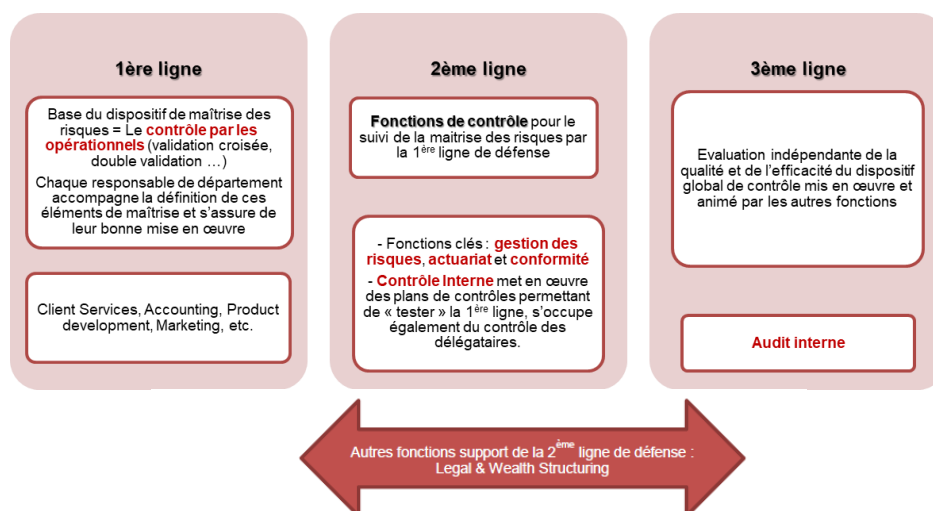 1ère ligne
Base du dispositif de maîtrise des
risques = Le contrôle par les
opérationnels (validation croisée,
double validation …)
Chaque responsable de département
accompagne la définition de ces
éléments de maîtrise et s’assure de
leur bonne mise en œuvre
Client Services, Accounting, Product
development, Marketing, etc.
2ème ligne
Fonctions de contrôle pour le
suivi de la maitrise des risques par
la 1ère ligne de défense
- Fonctions clés : gestion des
risques, actuariat et conformité
- Contrôle Interne met en œuvre
des plans de contrôles permettant
de « tester » la 1ère ligne, s’occupe
également du contrôle des
délégataires.
3ème ligne
Evaluation indépendante de la
qualité et de l’efficacité du dispositif
global de contrôle mis en œuvre et
animé par les autres fonctions
Audit interne
Autres fonctions support de la 2ème ligne de défense :
Legal & Wealth Structuring